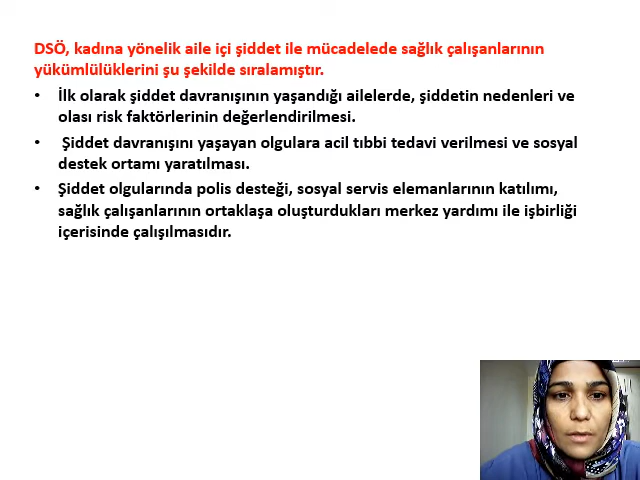 DSÖ, kadına yönelik aile içi şiddet ile mücadelede sağlık çalışanlarının
yükümlülüklerini şu şekilde sıralamıştır.
• İlk olarak şiddet davranışının yaşandığı ailelerde, şiddetin nedenleri ve
olası risk faktörlerinin değerlendirilmesi.
• Şiddet davranışını yaşayan olgulara acil tıbbi tedavi verilmesi ve sosyal
destek ortamı yaratılması.
• Şiddet olgularında polis desteği, sosyal servis elemanlarının katılımı,
sağlık çalışanlarının ortaklaşa oluşturdukları merkez yardımı ile işbirliği
içerisinde çalışılmasıdır.